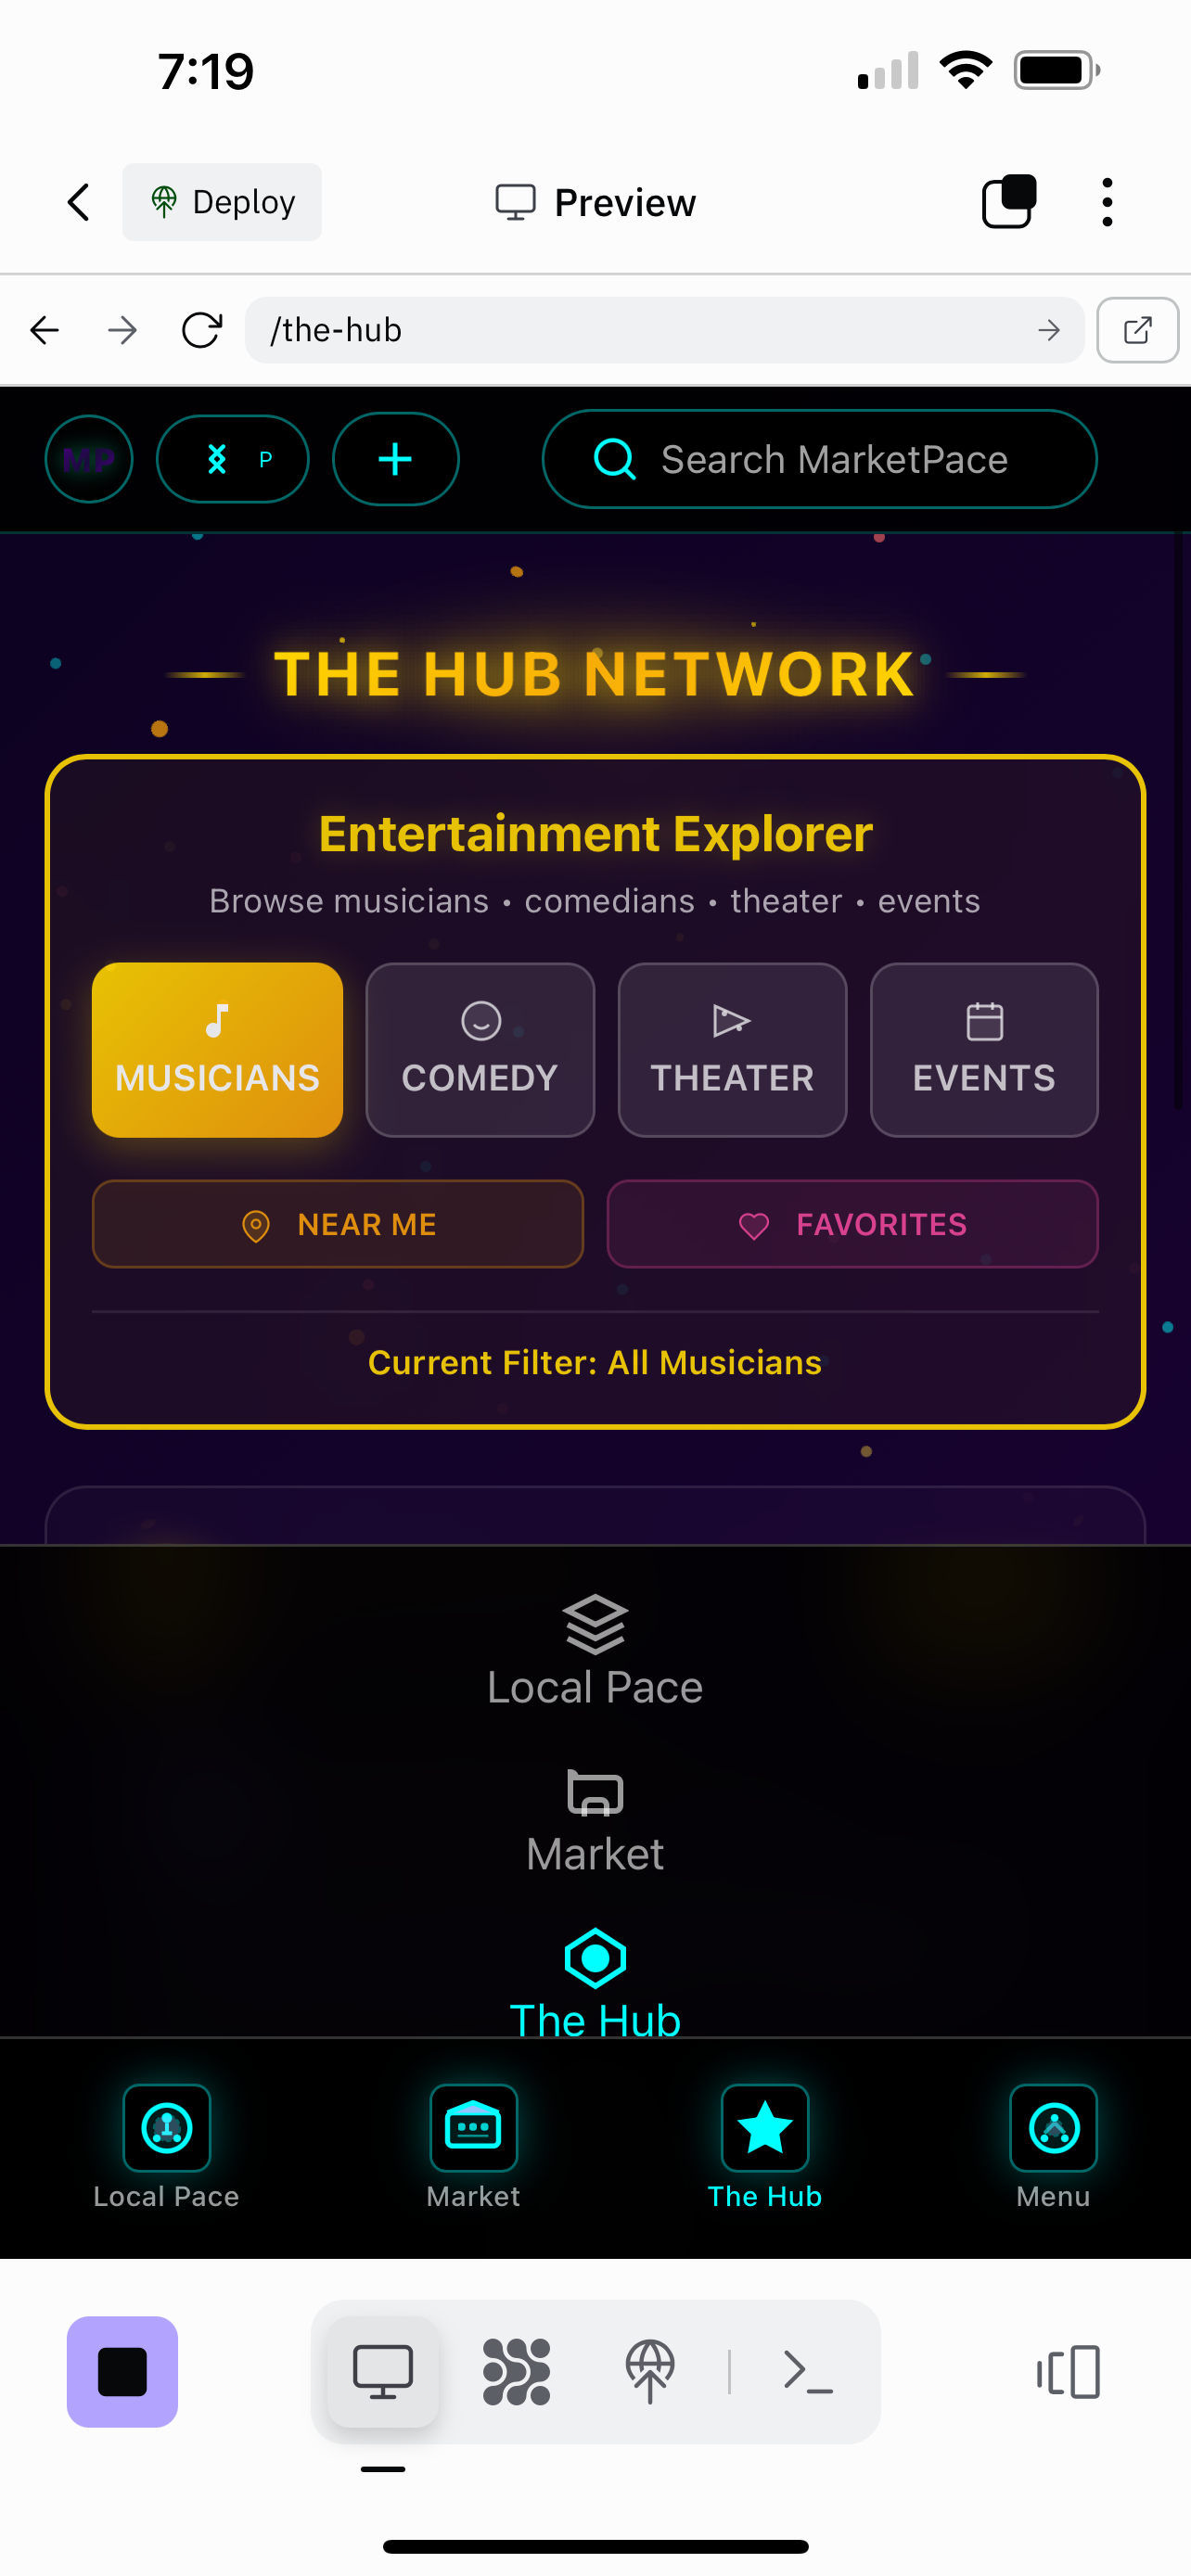 7:19
Deploy
Preview
/the-hub
MP
P
Search MarketPace
THE HUB NETWORK
Entertainment Explorer
Browse musicians • comedians • theater • events
MUSICIANS
COMEDY
THEATER
EVENTS
NEAR ME
FAVORITES
Current Filter: All Musicians
Local Pace
Market
The Hub
Local Pace
Market
The Hub
Menu